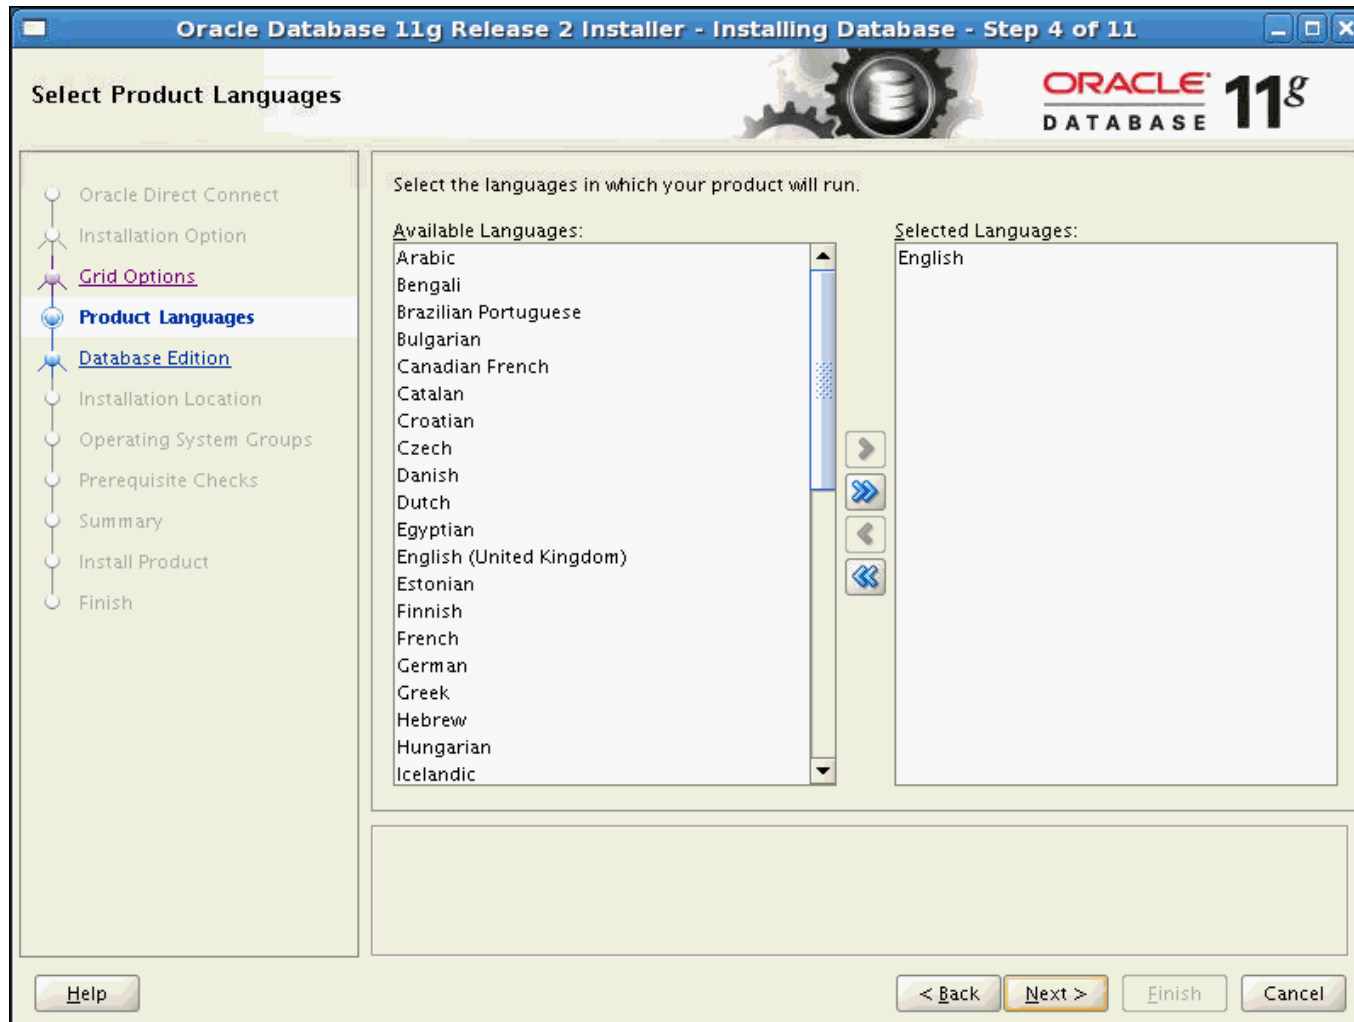 Oracle Database 11g Release 2 Installer - Installing Database - Step 4 of 11
Select Product Languages
ORACLE DATABASE 11g
Oracle Direct Connect
Installation Option
Grid Options
Product Languages
Database Edition
Installation Location
Operating System Groups
Prerequisite Checks
Summary
Install Product
Finish
Select the languages in which your product will run.
Available Languages:
Arabic
Bengali
Brazilian Portuguese
Bulgarian
Canadian French
Catalan
Croatian
Czech
Danish
Dutch
Egyptian
English (United Kingdom)
Estonian
Finnish
French
German
Greek
Hebrew
Hungarian
Icelandic
Selected Languages:
English
Help
< Back
Next >
Finish
Cancel